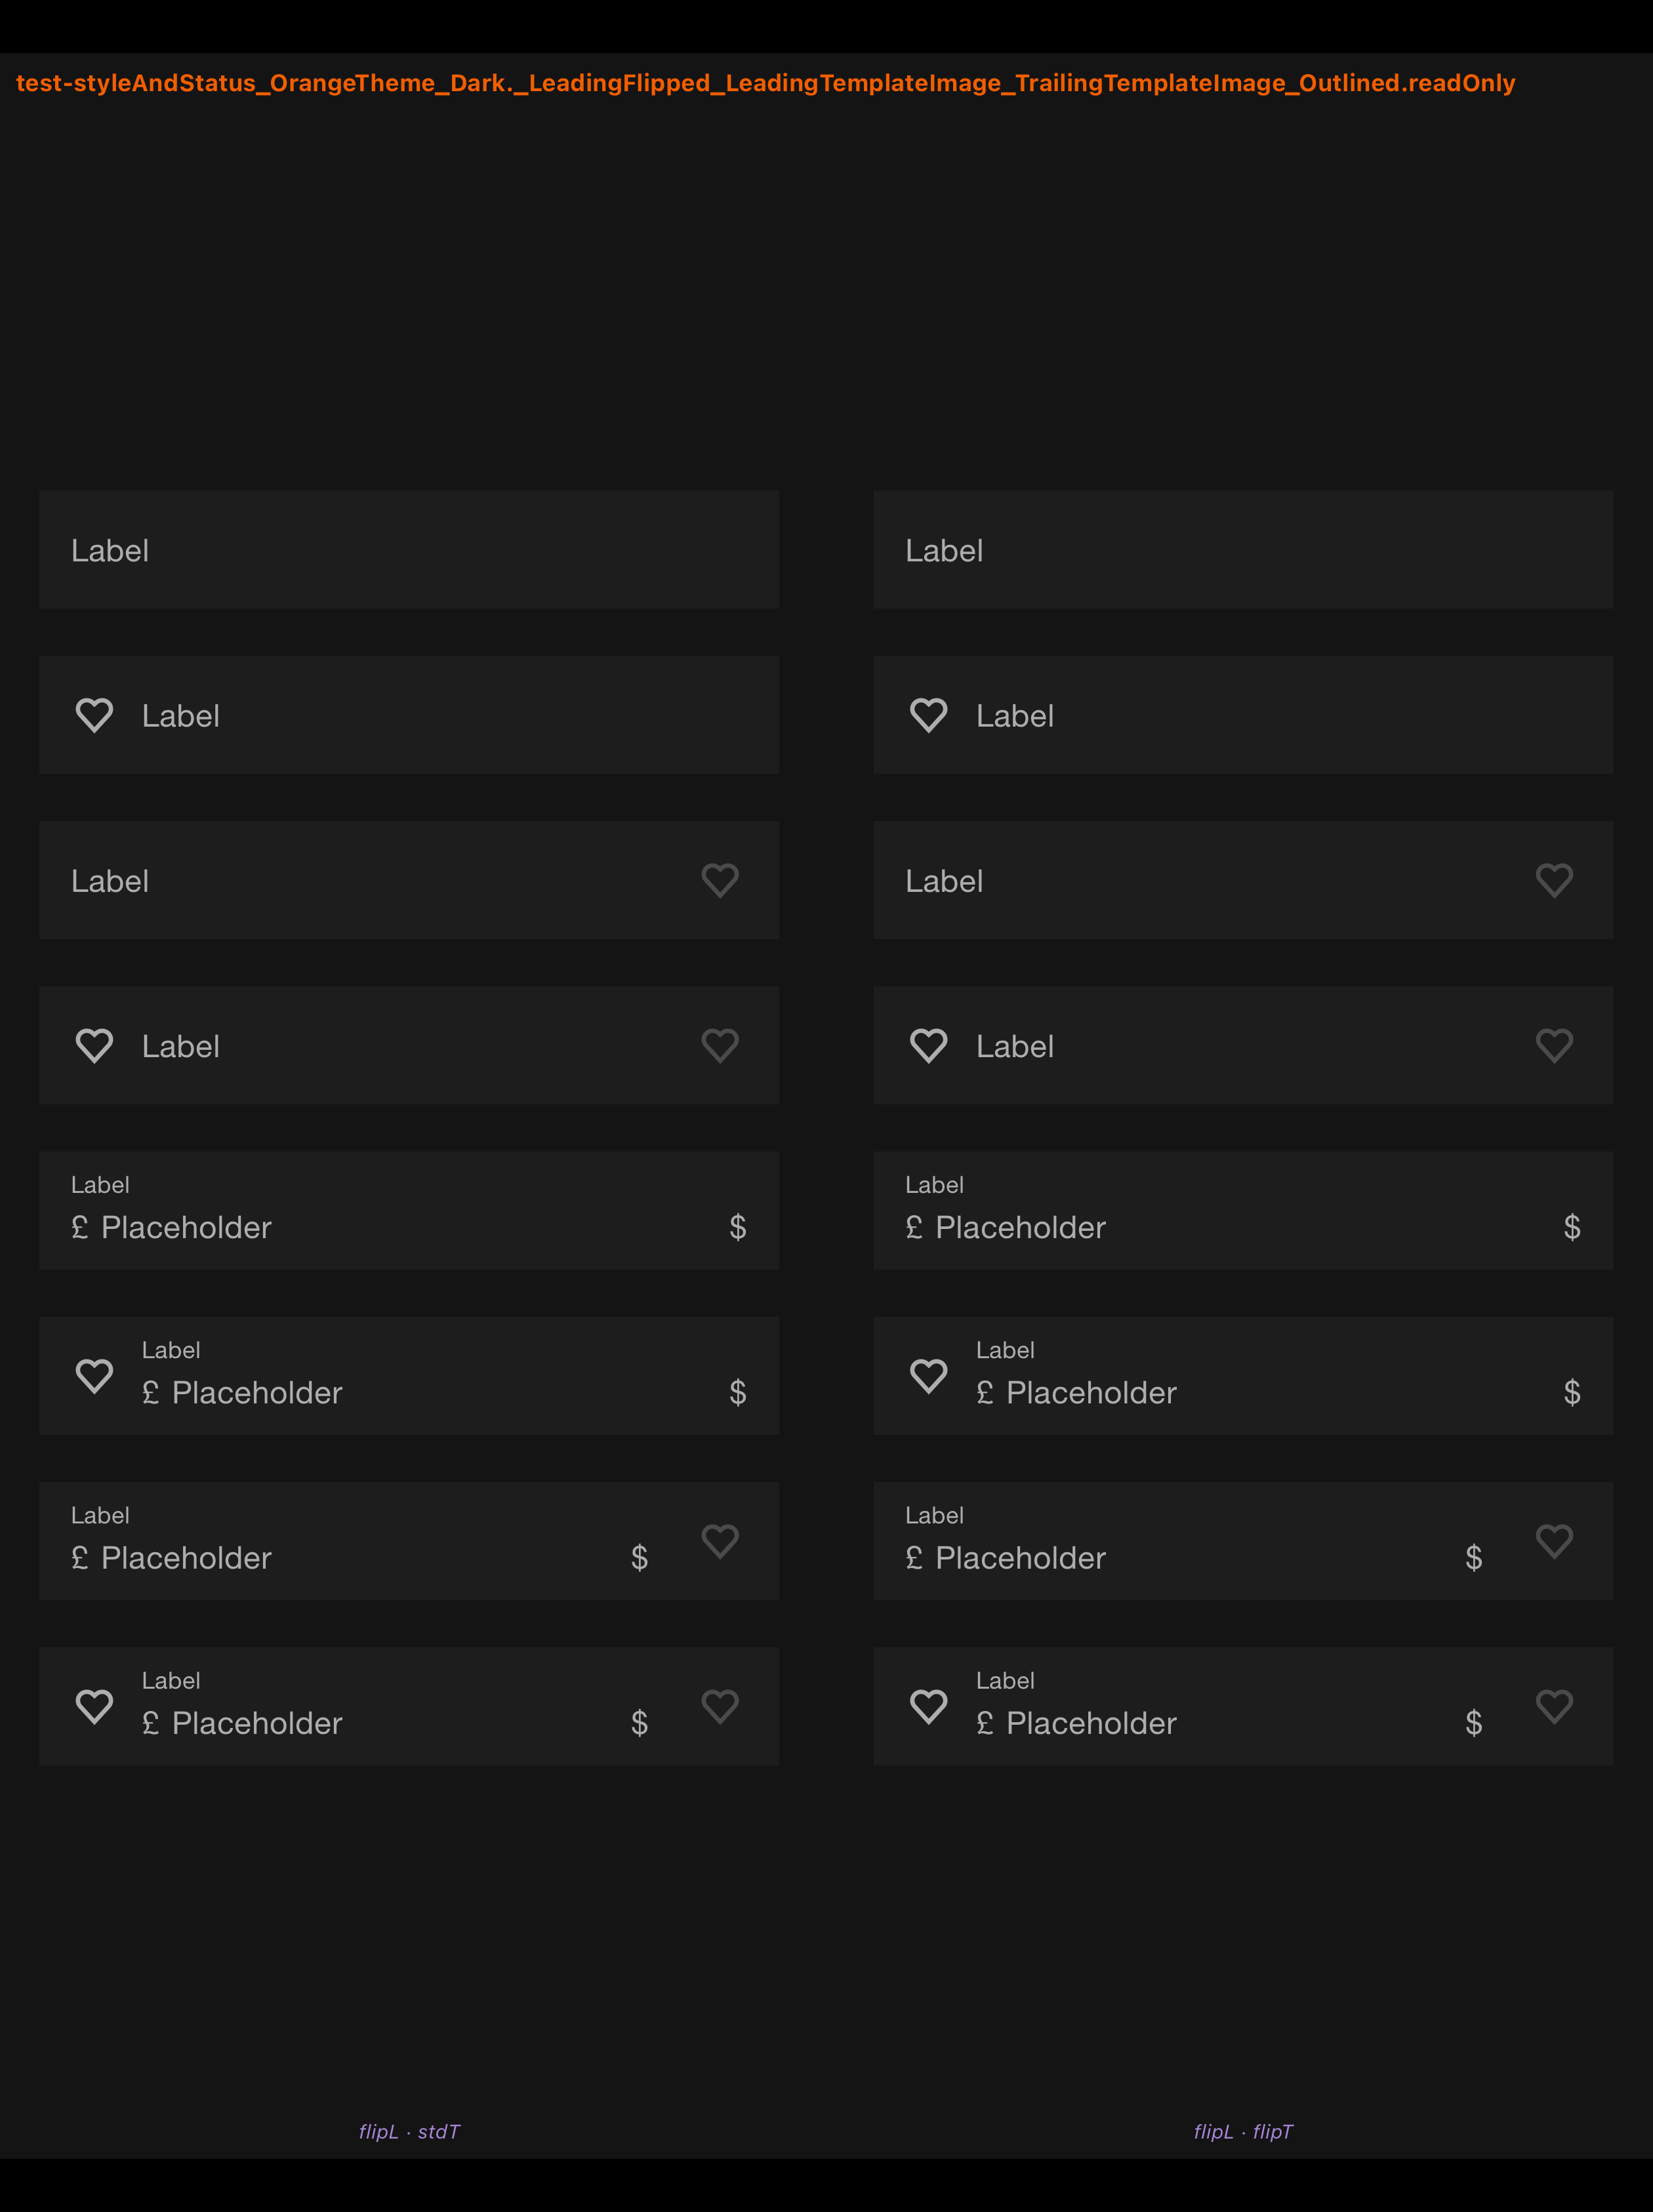 test-styleAndStatus_OrangeTheme_Dark._LeadingFlipped_LeadingTemplateImage_TrailingTemplateImage_Outlined.readOnly
Label
Label
Label
Label
Label
£ Placeholder $
Label
£ Placeholder $
Label
£ Placeholder $
Label
£ Placeholder $
flipL · stdT
Label
Label
Label
Label
Label
£ Placeholder $
Label
£ Placeholder $
Label
£ Placeholder $
Label
£ Placeholder $
flipL · flipT